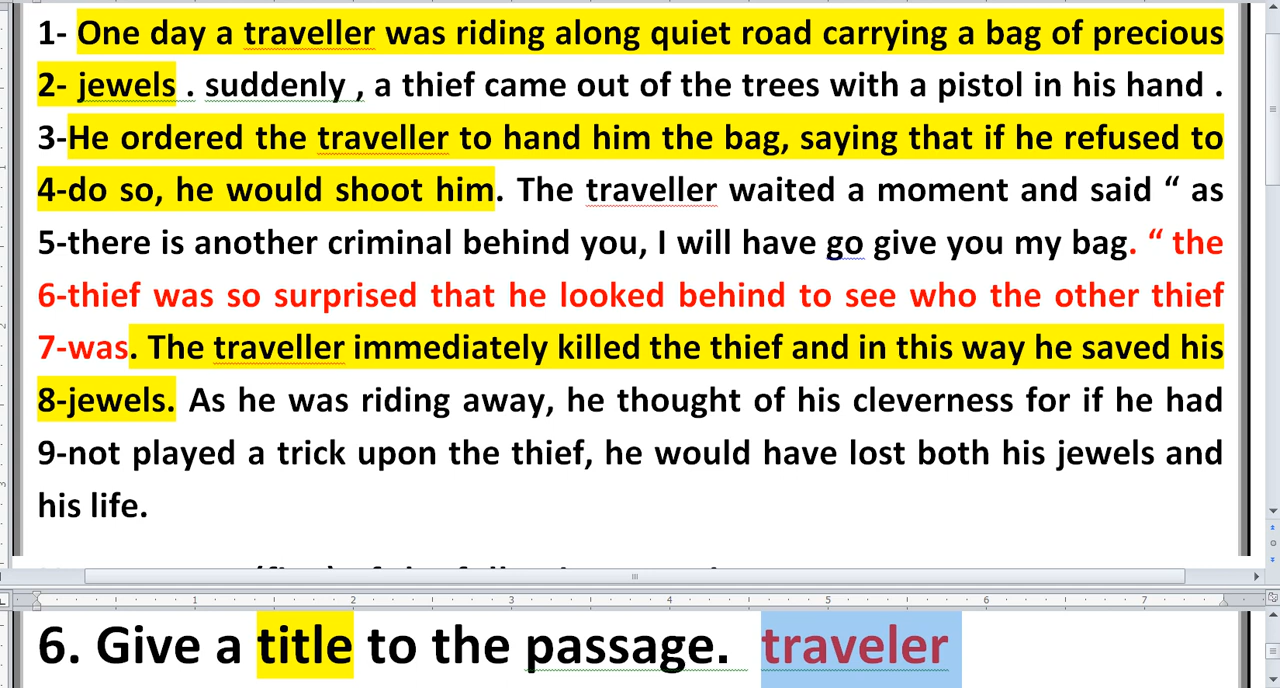 1- One day a traveller was riding along quiet road carrying a bag of precious
2- jewels . suddenly , a thief came out of the trees with a pistol in his hand .
3-He ordered the traveller to hand him the bag, saying that if he refused to
4-do so, he would shoot him. The traveller waited a moment and said “ as
5-there is another criminal behind you, I will have go give you my bag. “ the
6-thief was so surprised that he looked behind to see who the other thief
7-was. The traveller immediately killed the thief and in this way he saved his
8-jewels. As he was riding away, he thought of his cleverness for if he had
9-not played a trick upon the thief, he would have lost both his jewels and
his life.
1 2 3 4 5 6 7
6. Give a title to the passage. traveler